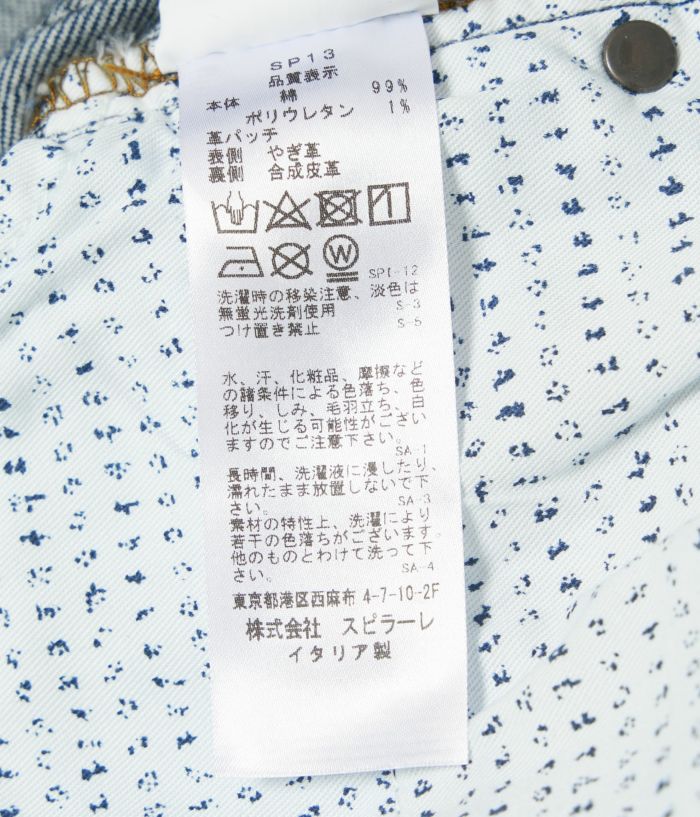 SP13
品質表示
本体 綿 99%
ポリウレタン 1%
革パッチ
表側 やぎ革
裏側 合成皮革
W
SPI-12
洗濯時の移染注意、淡色は
無蛍光洗剤使用 S-3
つけ置き禁止 S-5
水、汗、化粧品、摩擦など
の諸条件による色落ち、色
移り、しみ、毛羽立ち、白
化が生じる可能性がござい
ますのでご注意下さい。
SA-1
長時間、洗濯液に浸したり、
濡れたまま放置しないで下
さい。 SA-3
素材の特性上、洗濯により
若干の色落ちがございます。
他のものとわけて洗って下
さい。 SA-4
東京都港区西麻布 4-7-10-2F
株式会社 スピラーレ
イタリア製